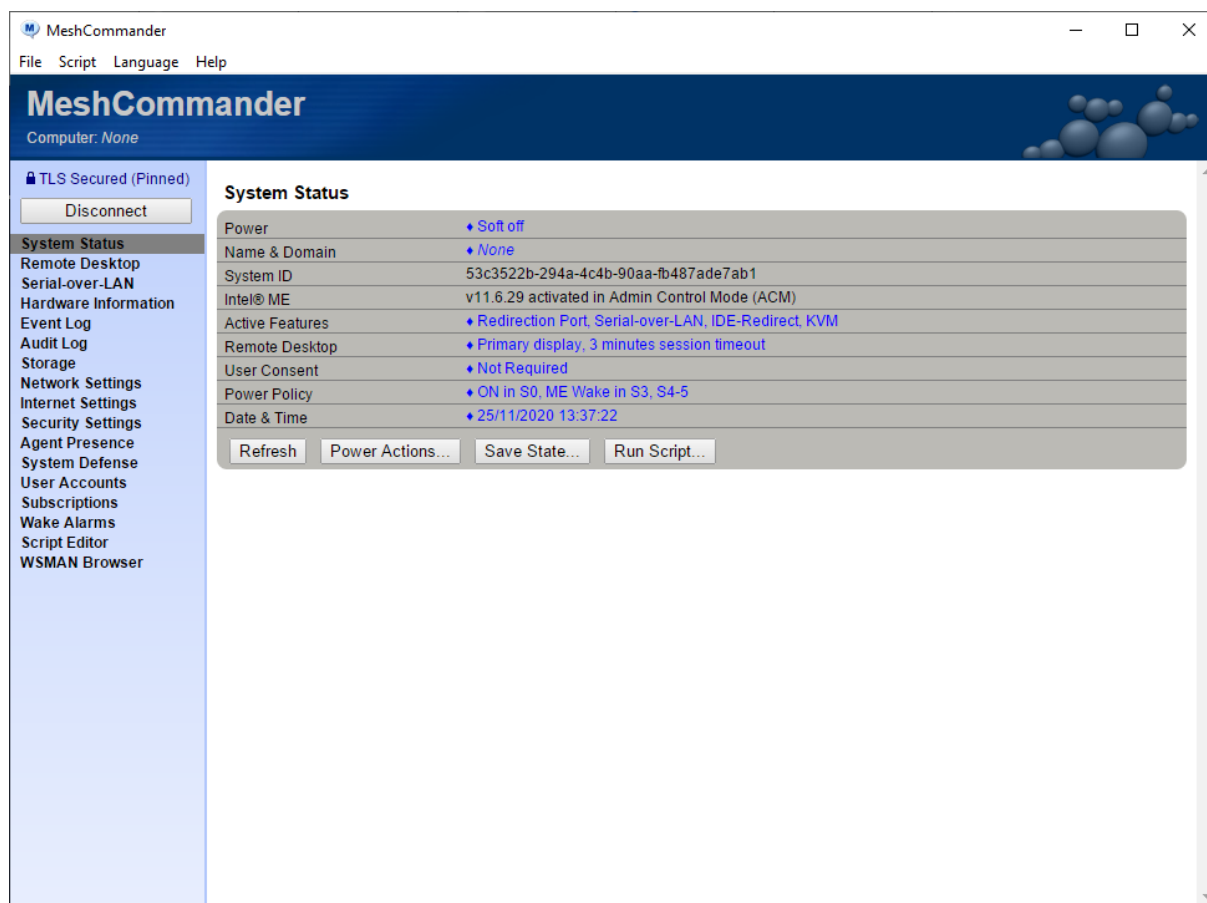 MeshCommander
File Script Language Help
MeshCommander
Computer: None
TLS Secured (Pinned)
Disconnect
System Status
Remote Desktop
Serial-over-LAN
Hardware Information
Event Log
Audit Log
Storage
Network Settings
Internet Settings
Security Settings
Agent Presence
System Defense
User Accounts
Subscriptions
Wake Alarms
Script Editor
WSMAN Browser
System Status
Power ♦ Soft off
Name & Domain ♦ None
System ID 53c3522b-294a-4c4b-90aa-fb487ade7ab1
Intel® ME v11.6.29 activated in Admin Control Mode (ACM)
Active Features ♦ Redirection Port, Serial-over-LAN, IDE-Redirect, KVM
Remote Desktop ♦ Primary display, 3 minutes session timeout
User Consent ♦ Not Required
Power Policy ♦ ON in S0, ME Wake in S3, S4-5
Date & Time ♦ 25/11/2020 13:37:22
Refresh Power Actions... Save State... Run Script...